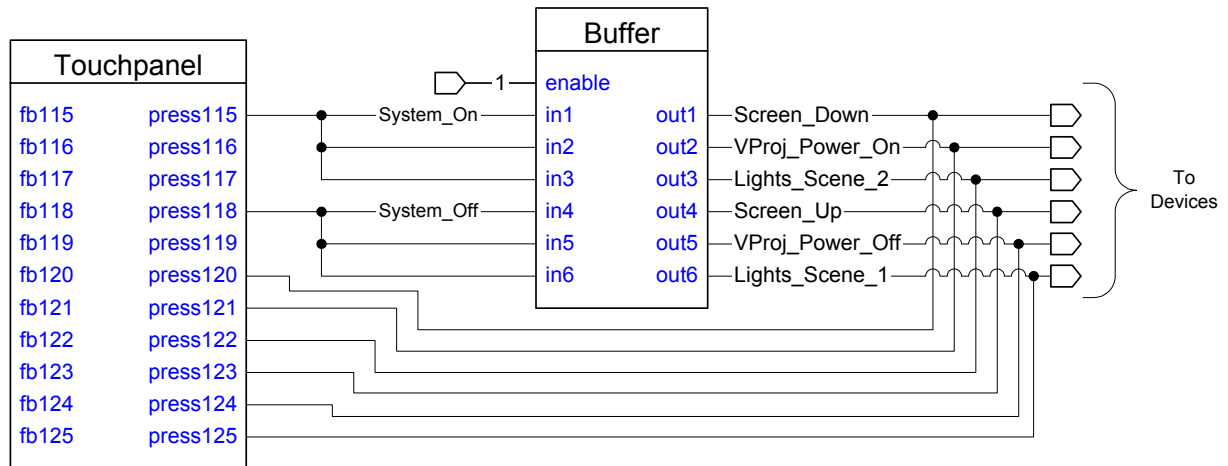 Buffer
Touchpanel
1 enable
fb115 press115 System_On in1 out1 Screen_Down
fb116 press116 in2 out2 VProj_Power_On
fb117 press117 in3 out3 Lights_Scene_2
To
Devices
fb118 press118 System_Off in4 out4 Screen_Up
fb119 press119 in5 out5 VProj_Power_Off
fb120 press120 in6 out6 Lights_Scene_1
fb121 press121
fb122 press122
fb123 press123
fb124 press124
fb125 press125